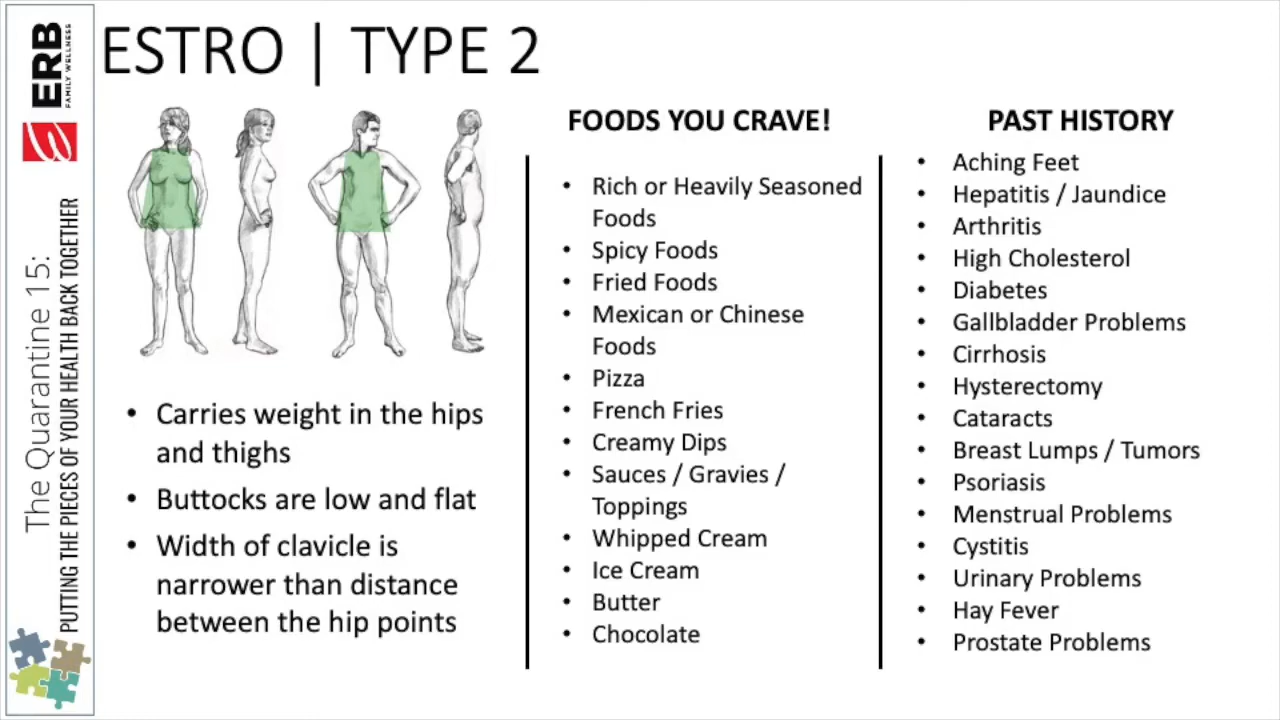 ERB
FAMILY WELLNESS
The Quarantine 15:
PUTTING THE PIECES OF YOUR HEALTH BACK TOGETHER
ESTRO | TYPE 2
• Carries weight in the hips
and thighs
• Buttocks are low and flat
• Width of clavicle is
narrower than distance
between the hip points
FOODS YOU CRAVE!
• Rich or Heavily Seasoned
Foods
• Spicy Foods
• Fried Foods
• Mexican or Chinese
Foods
• Pizza
• French Fries
• Creamy Dips
• Sauces / Gravies /
Toppings
• Whipped Cream
• Ice Cream
• Butter
• Chocolate
PAST HISTORY
• Aching Feet
• Hepatitis / Jaundice
• Arthritis
• High Cholesterol
• Diabetes
• Gallbladder Problems
• Cirrhosis
• Hysterectomy
• Cataracts
• Breast Lumps / Tumors
• Psoriasis
• Menstrual Problems
• Cystitis
• Urinary Problems
• Hay Fever
• Prostate Problems